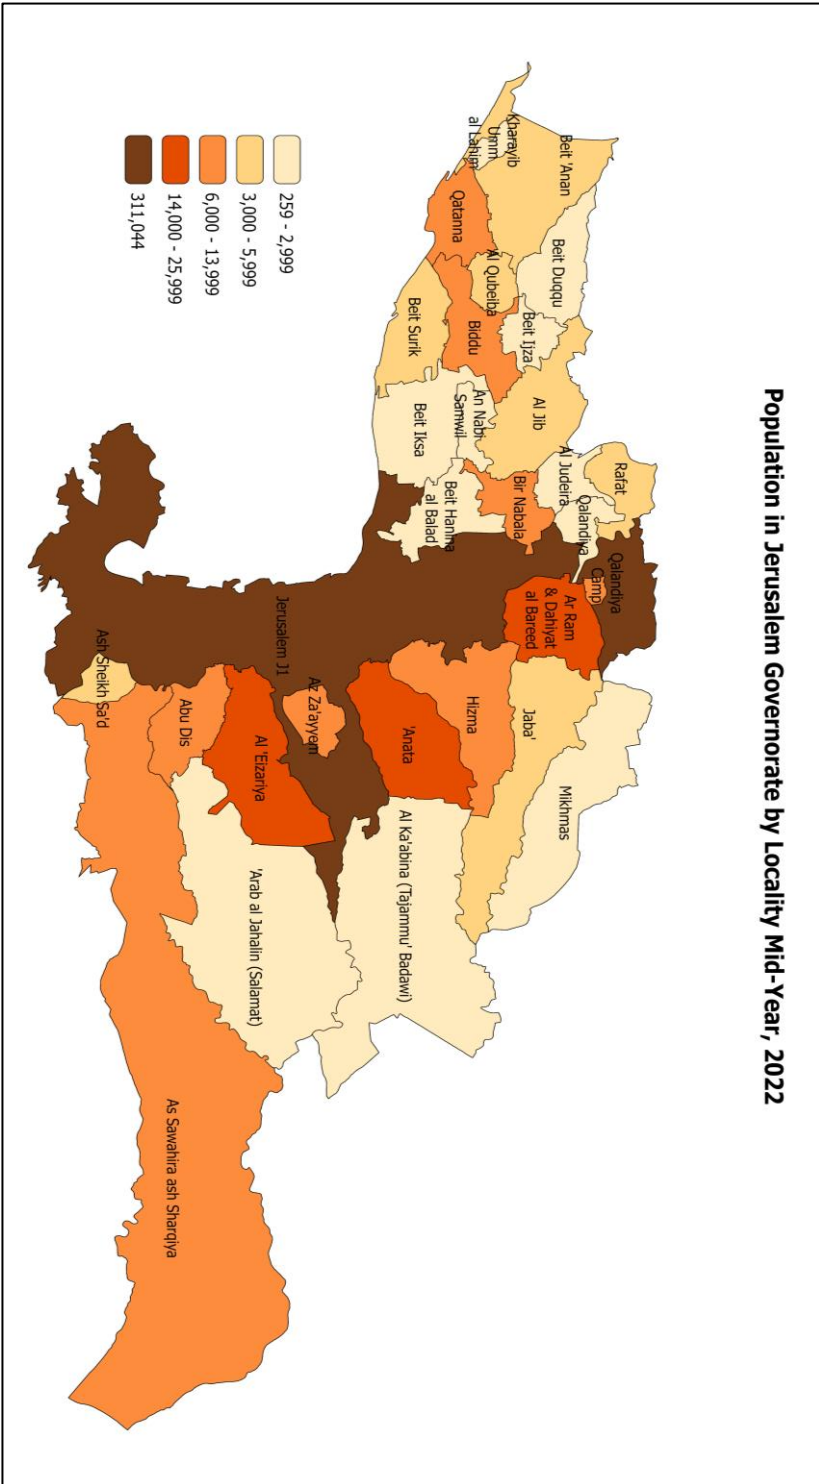 Population in Jerusalem Governorate by Locality Mid-Year, 2022
Rafat
Qalandiya
Camp
Mikhmas
Beit 'Anan
Beit Duqqu
Al Jib
Al Judeira
Qalandiya
Ar Ram
& Dahiyat
al Bareed
Jaba'
Kharayib
Umm
al Lahim
Beit Ijza
Bir Nabala
Hizma
Qatanna
Al Qubeiba
Biddu
An Nabi
Samwil
Beit Surik
Beit Iksa
Beit Hanina
al Balad
'Anata
Al Ka'abina (Tajammu' Badawi)
Az Za'ayyem
Jerusalem J1
Al 'Eizariya
'Arab al Jahalin (Salamat)
Abu Dis
Ash Sheikh Sa'd
As Sawahira ash Sharqiya
259 - 2,999
3,000 - 5,999
6,000 - 13,999
14,000 - 25,999
311,044